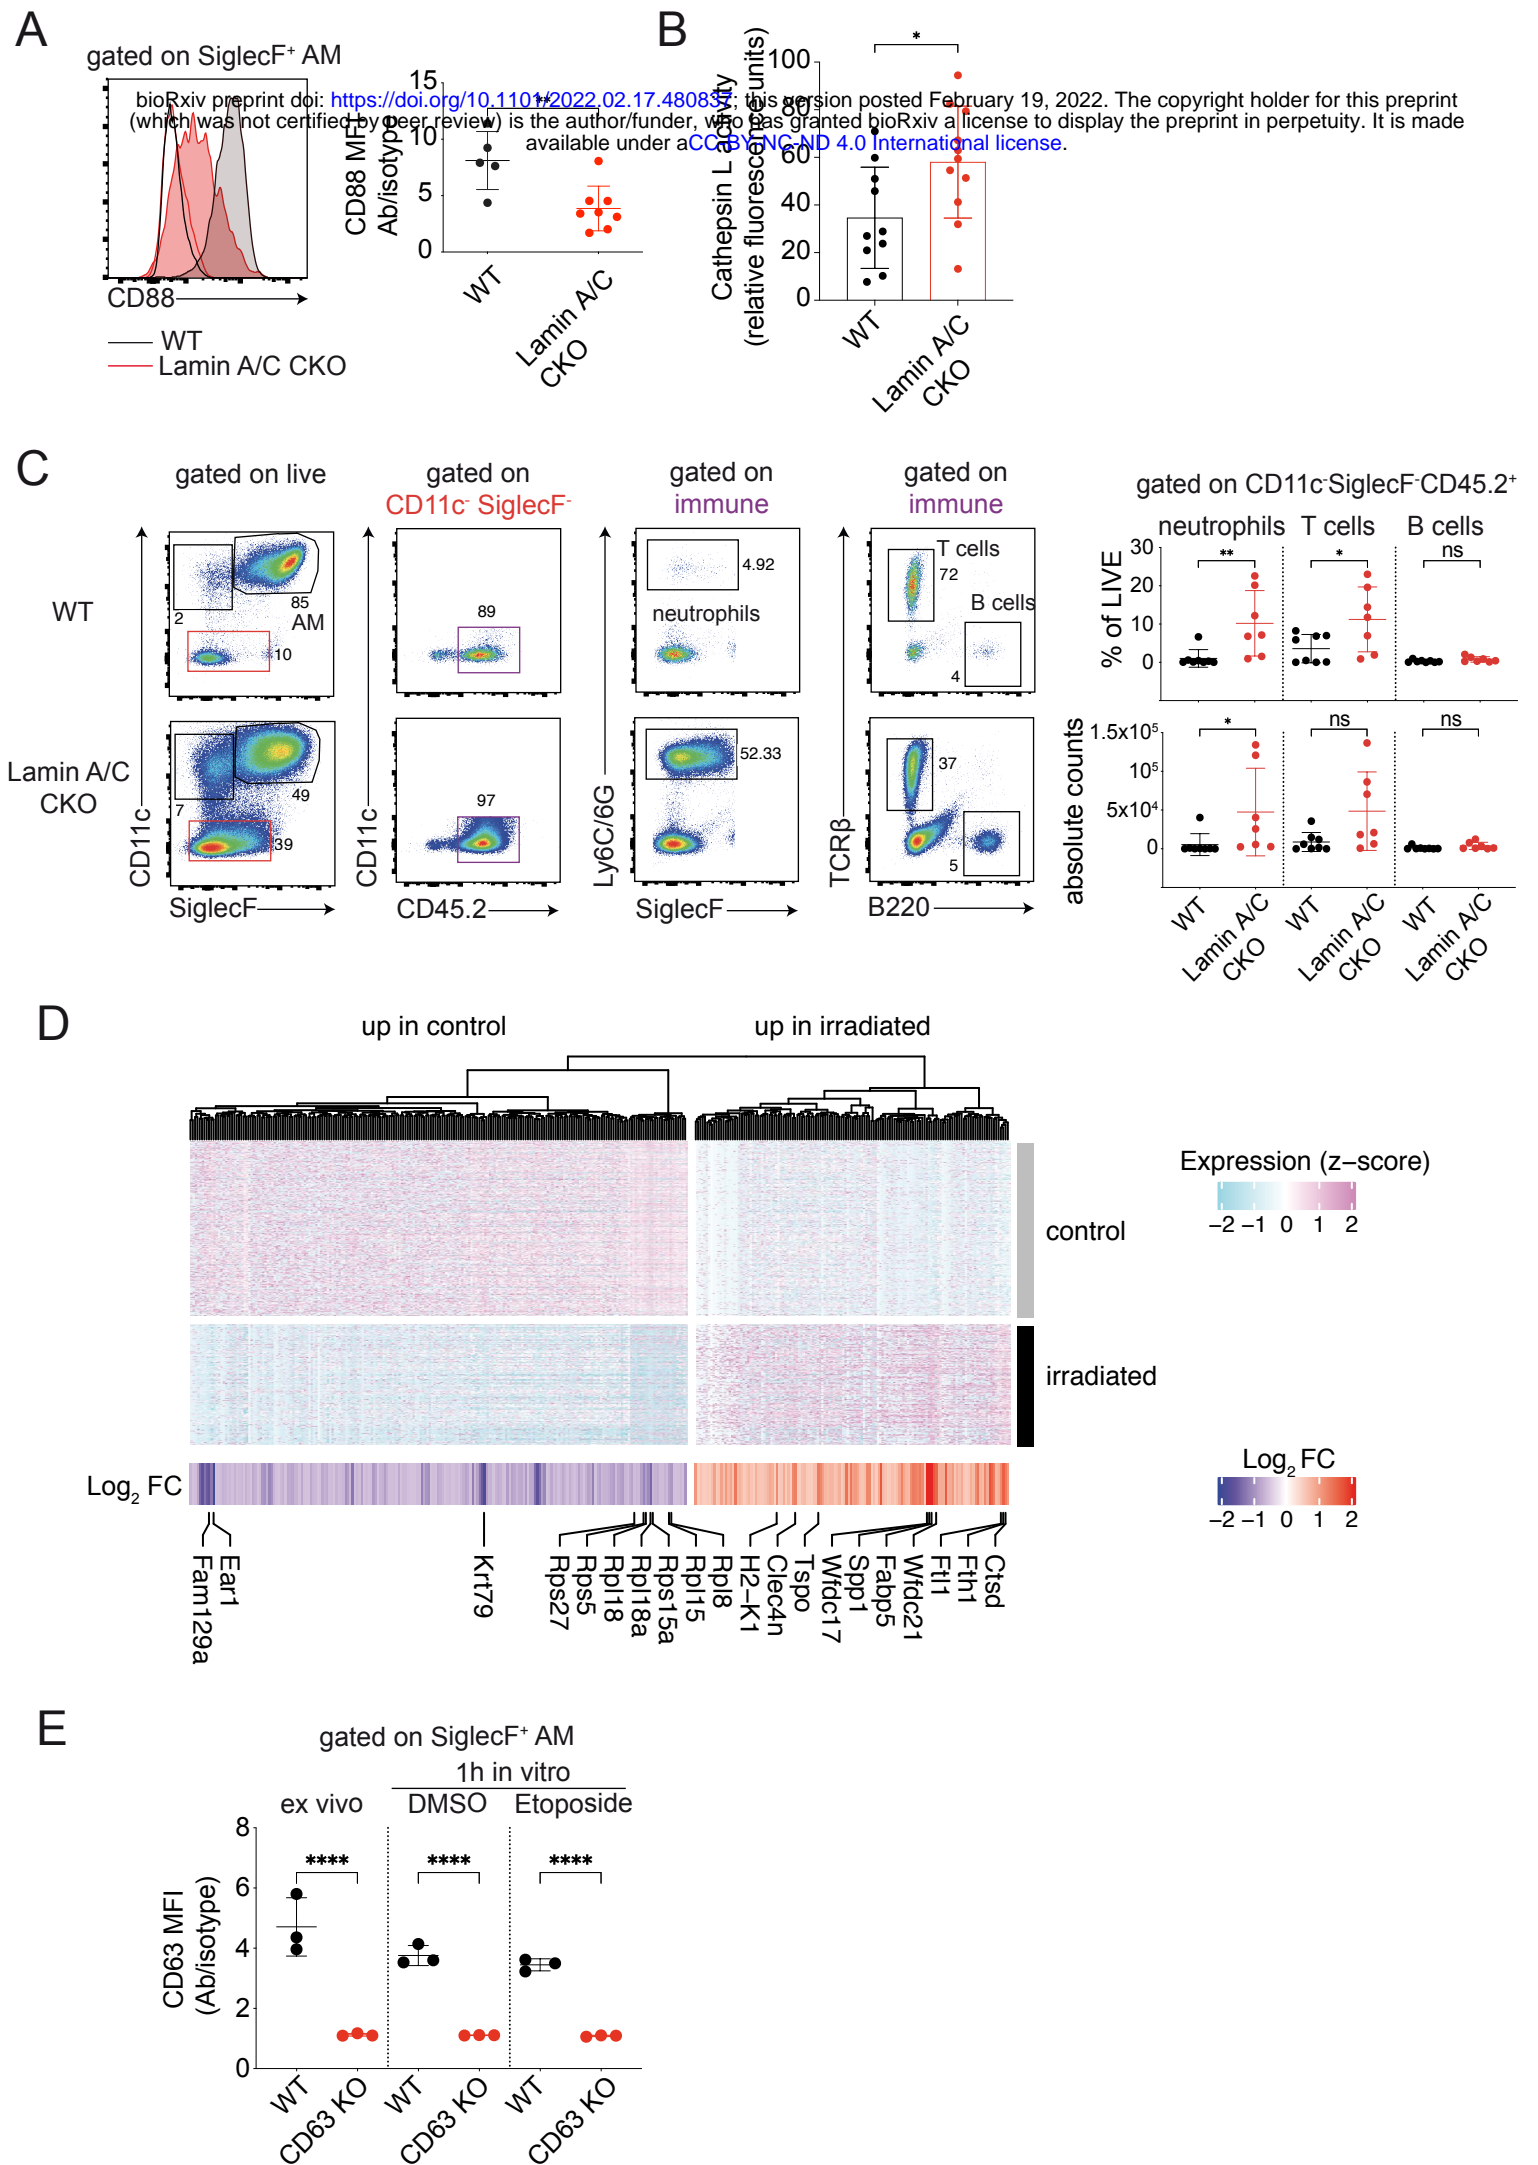 A
gated on SiglecF+ AM
CD88
WT
Lamin A/C CKO
CD88 MFI
Ab/isotype
15
10
5
0
**
WT
Lamin A/C
CKO
B
Cathepsin L activity
(relative fluorescence units)
100
80
60
40
20
0
*
WT
Lamin A/C
CKO
bioRxiv preprint doi: https://doi.org/10.1101/2022.02.17.480837; this version posted February 19, 2022. The copyright holder for this preprint
(which was not certified by peer review) is the author/funder, who has granted bioRxiv a license to display the preprint in perpetuity. It is made
available under aCC-BY-NC-ND 4.0 International license.
C
gated on live
gated on
CD11c- SiglecF-
gated on
immune
gated on
immune
WT
2
85
AM
10
89
4.92
neutrophils
T cells
72
B cells
4
Lamin A/C
CKO
7
49
39
97
52.33
37
5
CD11c
SiglecF
CD11c
CD45.2
Ly6C/6G
SiglecF
TCRβ
B220
gated on CD11c-SiglecF-CD45.2+
neutrophils T cells B cells
% of LIVE
30
20
10
0
** * ns
absolute counts
1.5x10^5
10^5
5x10^4
0
* ns ns
WT
Lamin A/C
CKO
WT
Lamin A/C
CKO
WT
Lamin A/C
CKO
D
up in control
up in irradiated
control
irradiated
Expression (z−score)
−2 −1 0 1 2
Log2 FC
Log2 FC
−2 −1 0 1 2
Fam129a
Ear1
Krt79
Rps27
Rps5
Rpl18
Rpl18a
Rps15a
Rpl15
Rpl8
H2−K1
Clec4n
Tspo
Wfdc17
Spp1
Fabp5
Wfdc21
Ftl1
Fth1
Ctsd
E
gated on SiglecF+ AM
1h in vitro
ex vivo DMSO Etoposide
CD63 MFI
(Ab/isotype)
8
6
4
2
0
**** **** ****
WT
CD63 KO
WT
CD63 KO
WT
CD63 KO